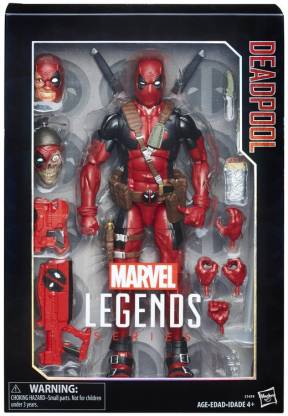 DEADPOOL
MARVEL
LEGENDS
SERIES
WARNING:
CHOKING HAZARD–Small parts. Not for children
under 3 years.
AGE-EDAD/IDADE 4+
Hasbro